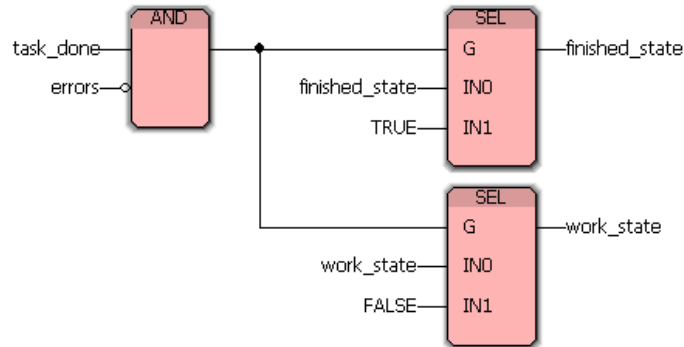 AND
SEL
task_done
G
finished_state
errors
finished_state
IN0
TRUE
IN1
SEL
G
work_state
work_state
IN0
FALSE
IN1